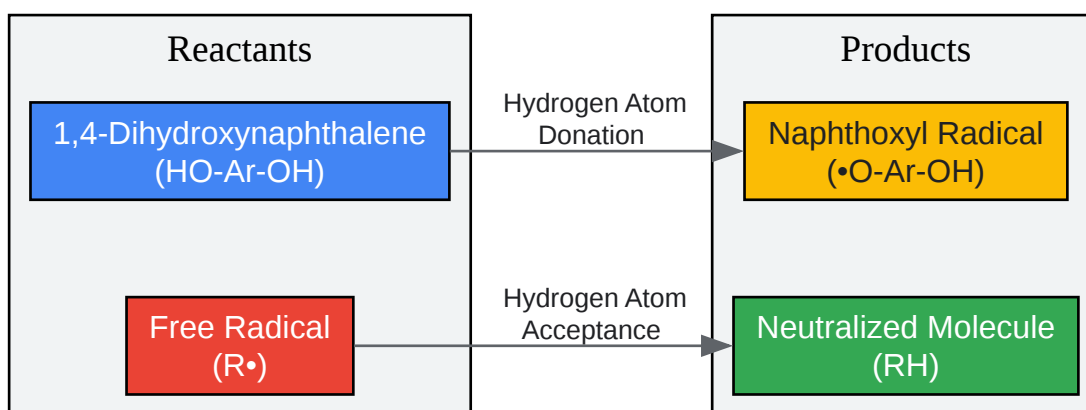 Reactants
Products
1,4-Dihydroxynaphthalene
(HO-Ar-OH)
Hydrogen Atom
Donation
Naphthoxyl Radical
(•O-Ar-OH)
Free Radical
(R•)
Hydrogen Atom
Acceptance
Neutralized Molecule
(RH)